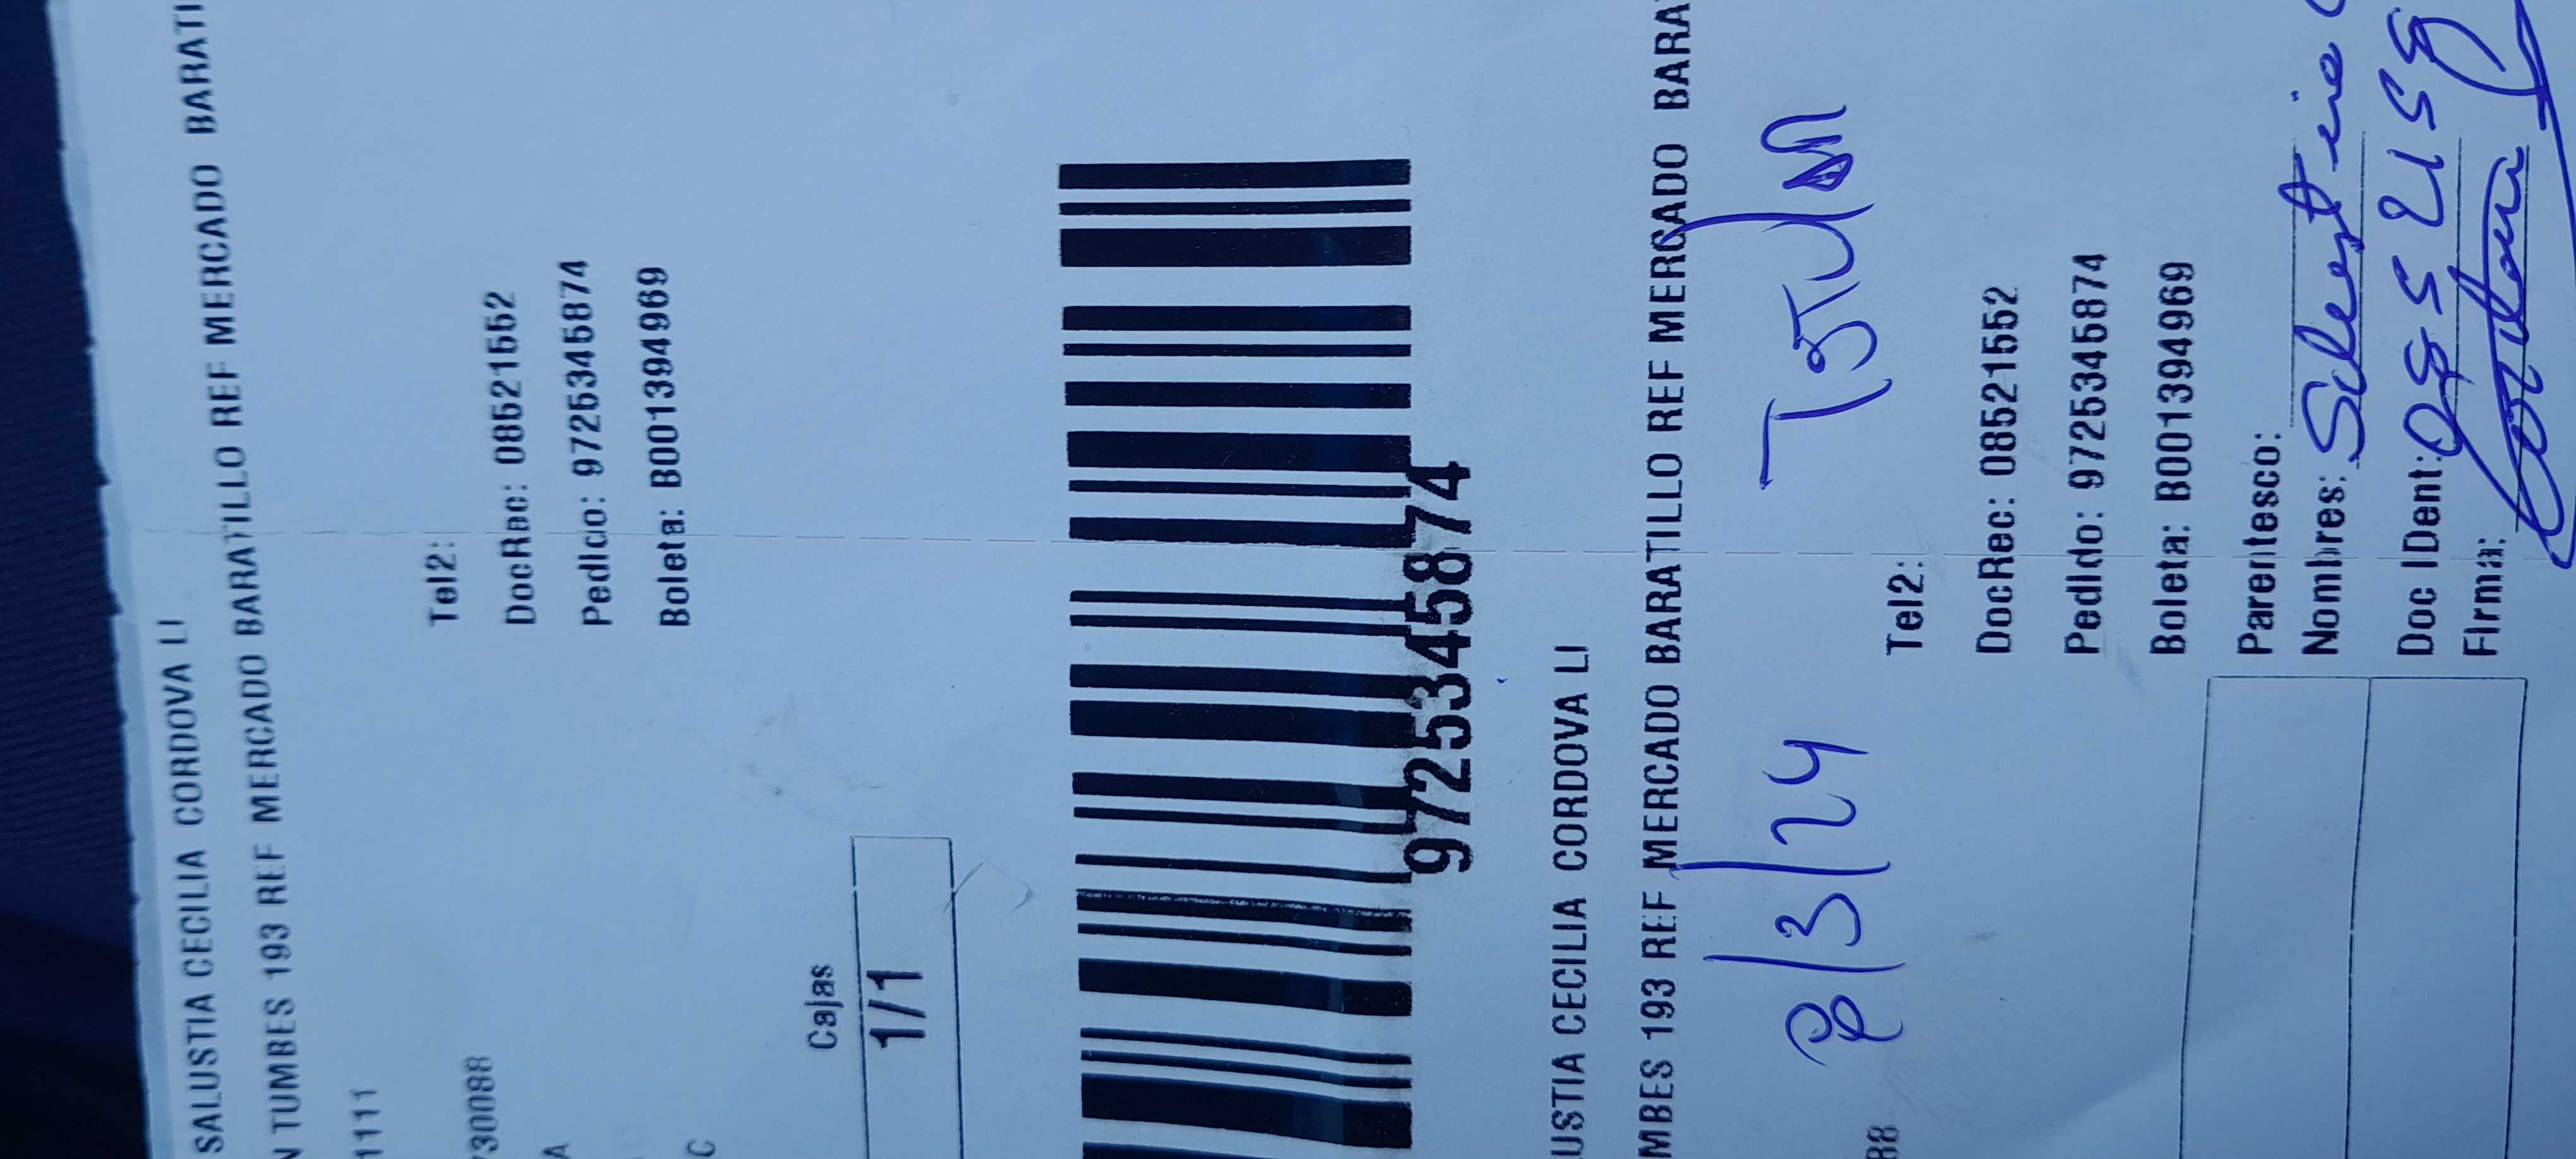 SALUSTIA CECILIA CORDOVA LI
N TUMBES 193 REF MERCADO BARATILLO REF MERCADO BARATI
1111
Tel2:
730088
DocRec: 08521552
A
Pedido: 9725345874
C
Boleta: B001394969
Cajas
1/1
9725345874
USTIA CECILIA CORDOVA LI
MBES 193 REF MERCADO BARATILLO REF MERCADO BARA
8/3/24
Tel2:
88
DocRec: 08521552
Pedido: 9725345874
Boleta: B001394969
Parentesco:
Nombres:
Doc IDent:
Firma: